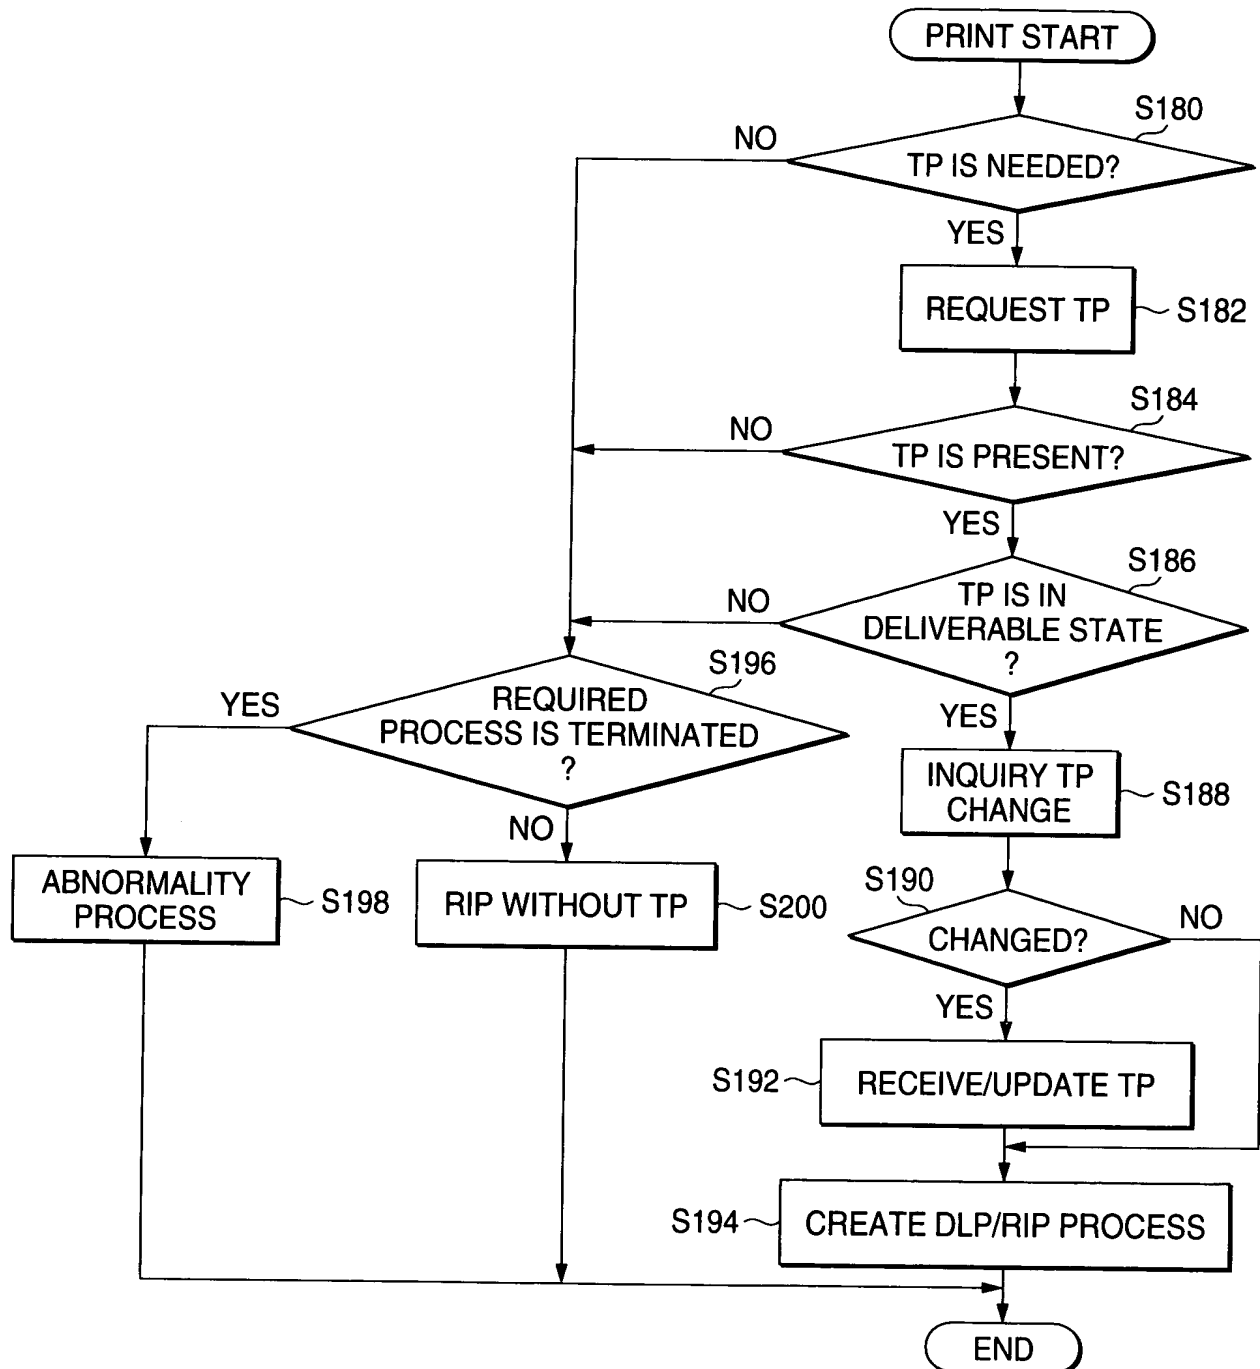 PRINT START
S180
NO
TP IS NEEDED?
YES
REQUEST TP
S182
S184
NO
TP IS PRESENT?
YES
S186
NO
TP IS IN
DELIVERABLE STATE
?
YES
S196
YES
REQUIRED
PROCESS IS TERMINATED
?
NO
INQUIRY TP
CHANGE
S188
ABNORMALITY
PROCESS
S198
RIP WITHOUT TP
S200
S190
CHANGED?
NO
YES
S192
RECEIVE/UPDATE TP
S194
CREATE DLP/RIP PROCESS
END